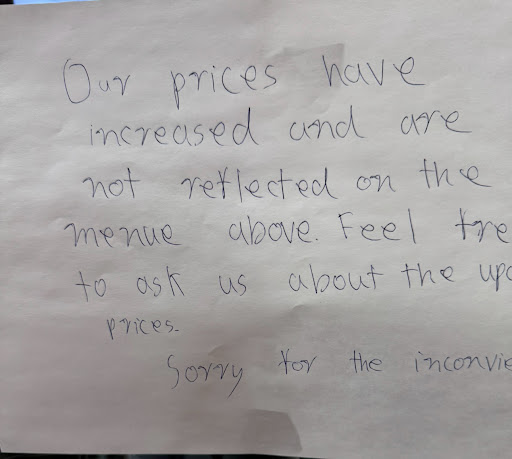 Our prices have
increased and are
not reflected on the
menue above. Feel fre
to ask us about the upd
prices.
Sorry for the inconvie